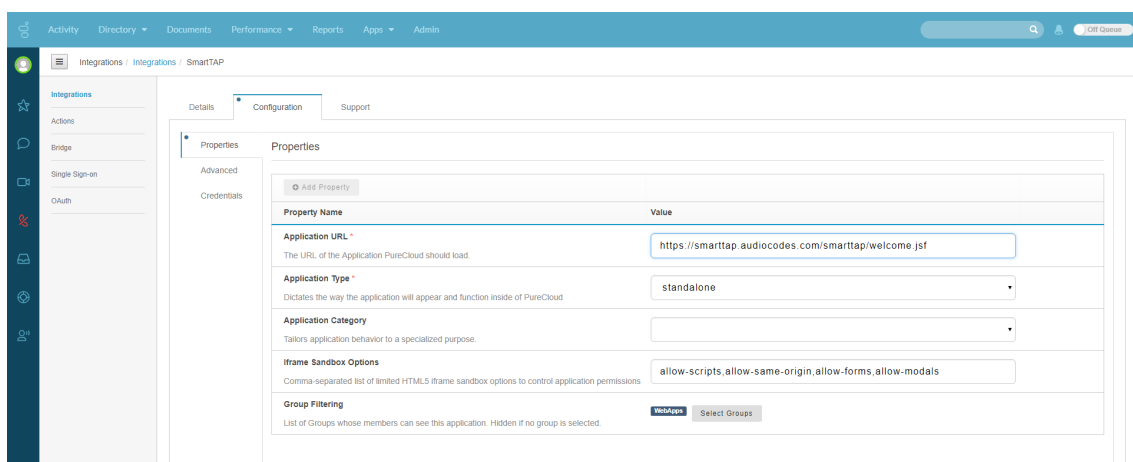 Activity Directory Documents Performance Reports Apps Admin Off Queue
Integrations / Integrations / SmartTAP
Integrations
Actions
Bridge
Single Sign-on
OAuth
Details Configuration Support
Properties
Advanced
Credentials
Properties
Add Property
Property Name Value
Application URL * https://smarttap.audiocodes.com/smarttap/welcome.jsf
The URL of the Application PureCloud should load.
Application Type * standalone
Dictates the way the application will appear and function inside of PureCloud
Application Category
Tailors application behavior to a specialized purpose.
Iframe Sandbox Options allow-scripts,allow-same-origin,allow-forms,allow-modals
Comma-separated list of limited HTML5 iframe sandbox options to control application permissions
Group Filtering WebApps Select Groups
List of Groups whose members can see this application. Hidden if no group is selected.